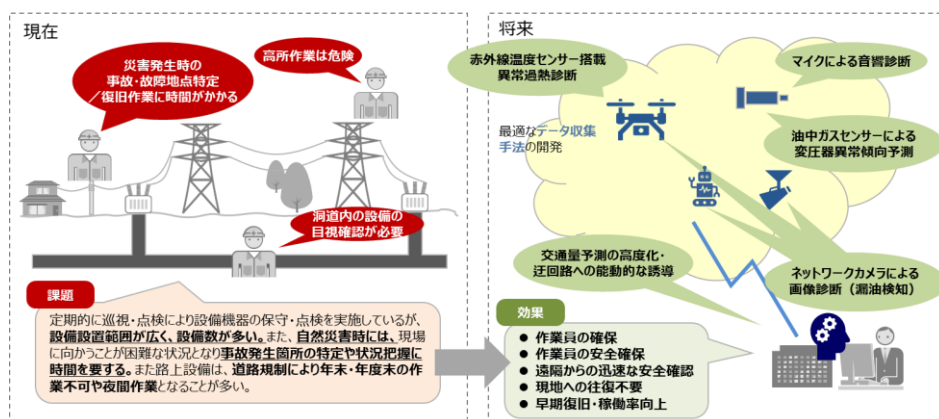 現在
災害発生時の
事故・故障地点特定
／復旧作業に時間がかかる
高所作業は危険
洞道内の設備の
目視確認が必要
課題
定期的に巡視・点検により設備機器の保守・点検を実施しているが、
設備設置範囲が広く、設備数が多い。また、自然災害時には、現場
に向かうことが困難な状況となり事故発生箇所の特定や状況把握に
時間を要する。また路上設備は、道路規制により年末・年度末の作
業不可や夜間作業となることが多い。
将来
赤外線温度センサー搭載
異常過熱診断
マイクによる音響診断
最適なデータ収集
手法の開発
油中ガスセンサーによる
変圧器異常傾向予測
交通量予測の高度化・
迂回路への能動的な誘導
ネットワークカメラによる
画像診断（漏油検知）
効果
● 作業員の確保
● 作業員の安全確保
● 遠隔からの迅速な安全確認
● 現地への往復不要
● 早期復旧・稼働率向上